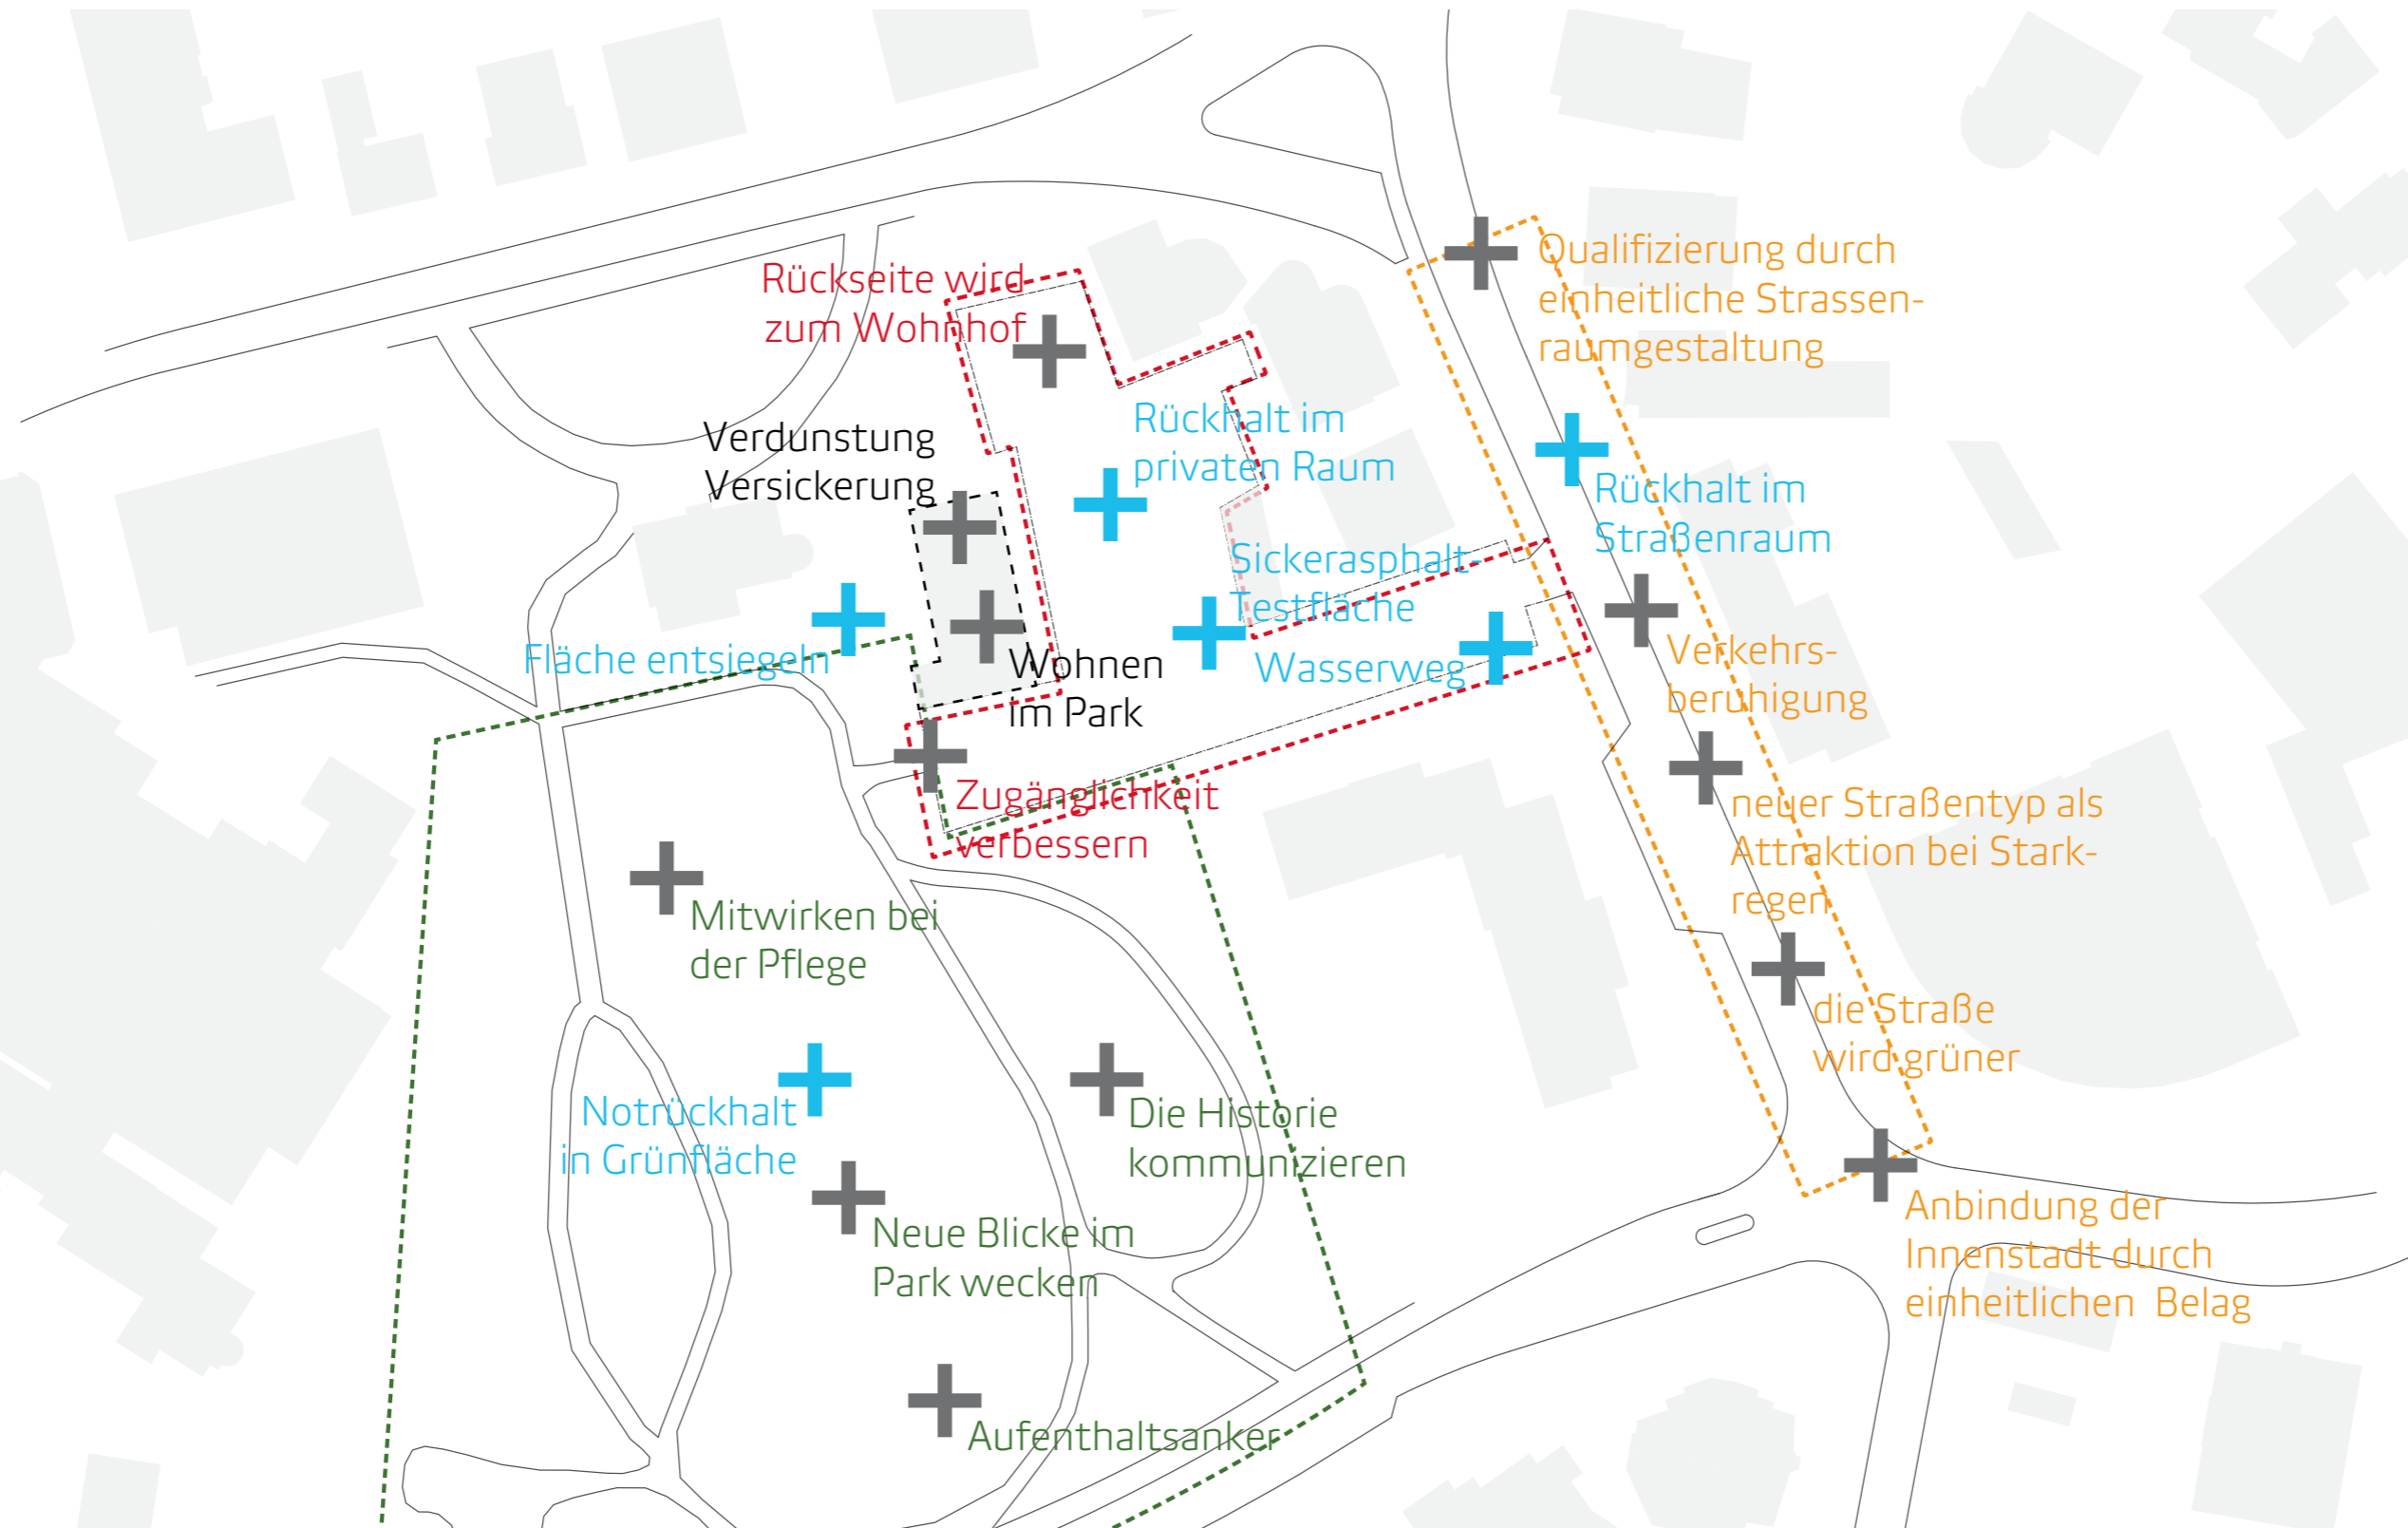 Qualifizierung durch
einheitliche Strassen-
raumgestaltung
Rückseite wird
zum Wohnhof
Rückhalt im
privaten Raum
Verdunstung
Versickerung
Rückhalt im
Straßenraum
Sickerasphalt-
Testfläche
Fläche entsiegeln
Wohnen
im Park
Wasserweg
Verkehrs-
beruhigung
Zugänglichkeit
verbessern
neuer Straßentyp als
Attraktion bei Stark-
regen
Mitwirken bei
der Pflege
die Straße
wird grüner
Notrückhalt
in Grünfläche
Die Historie
kommunizieren
Neue Blicke im
Park wecken
Anbindung der
Innenstadt durch
einheitlichen Belag
Aufenthaltsanker